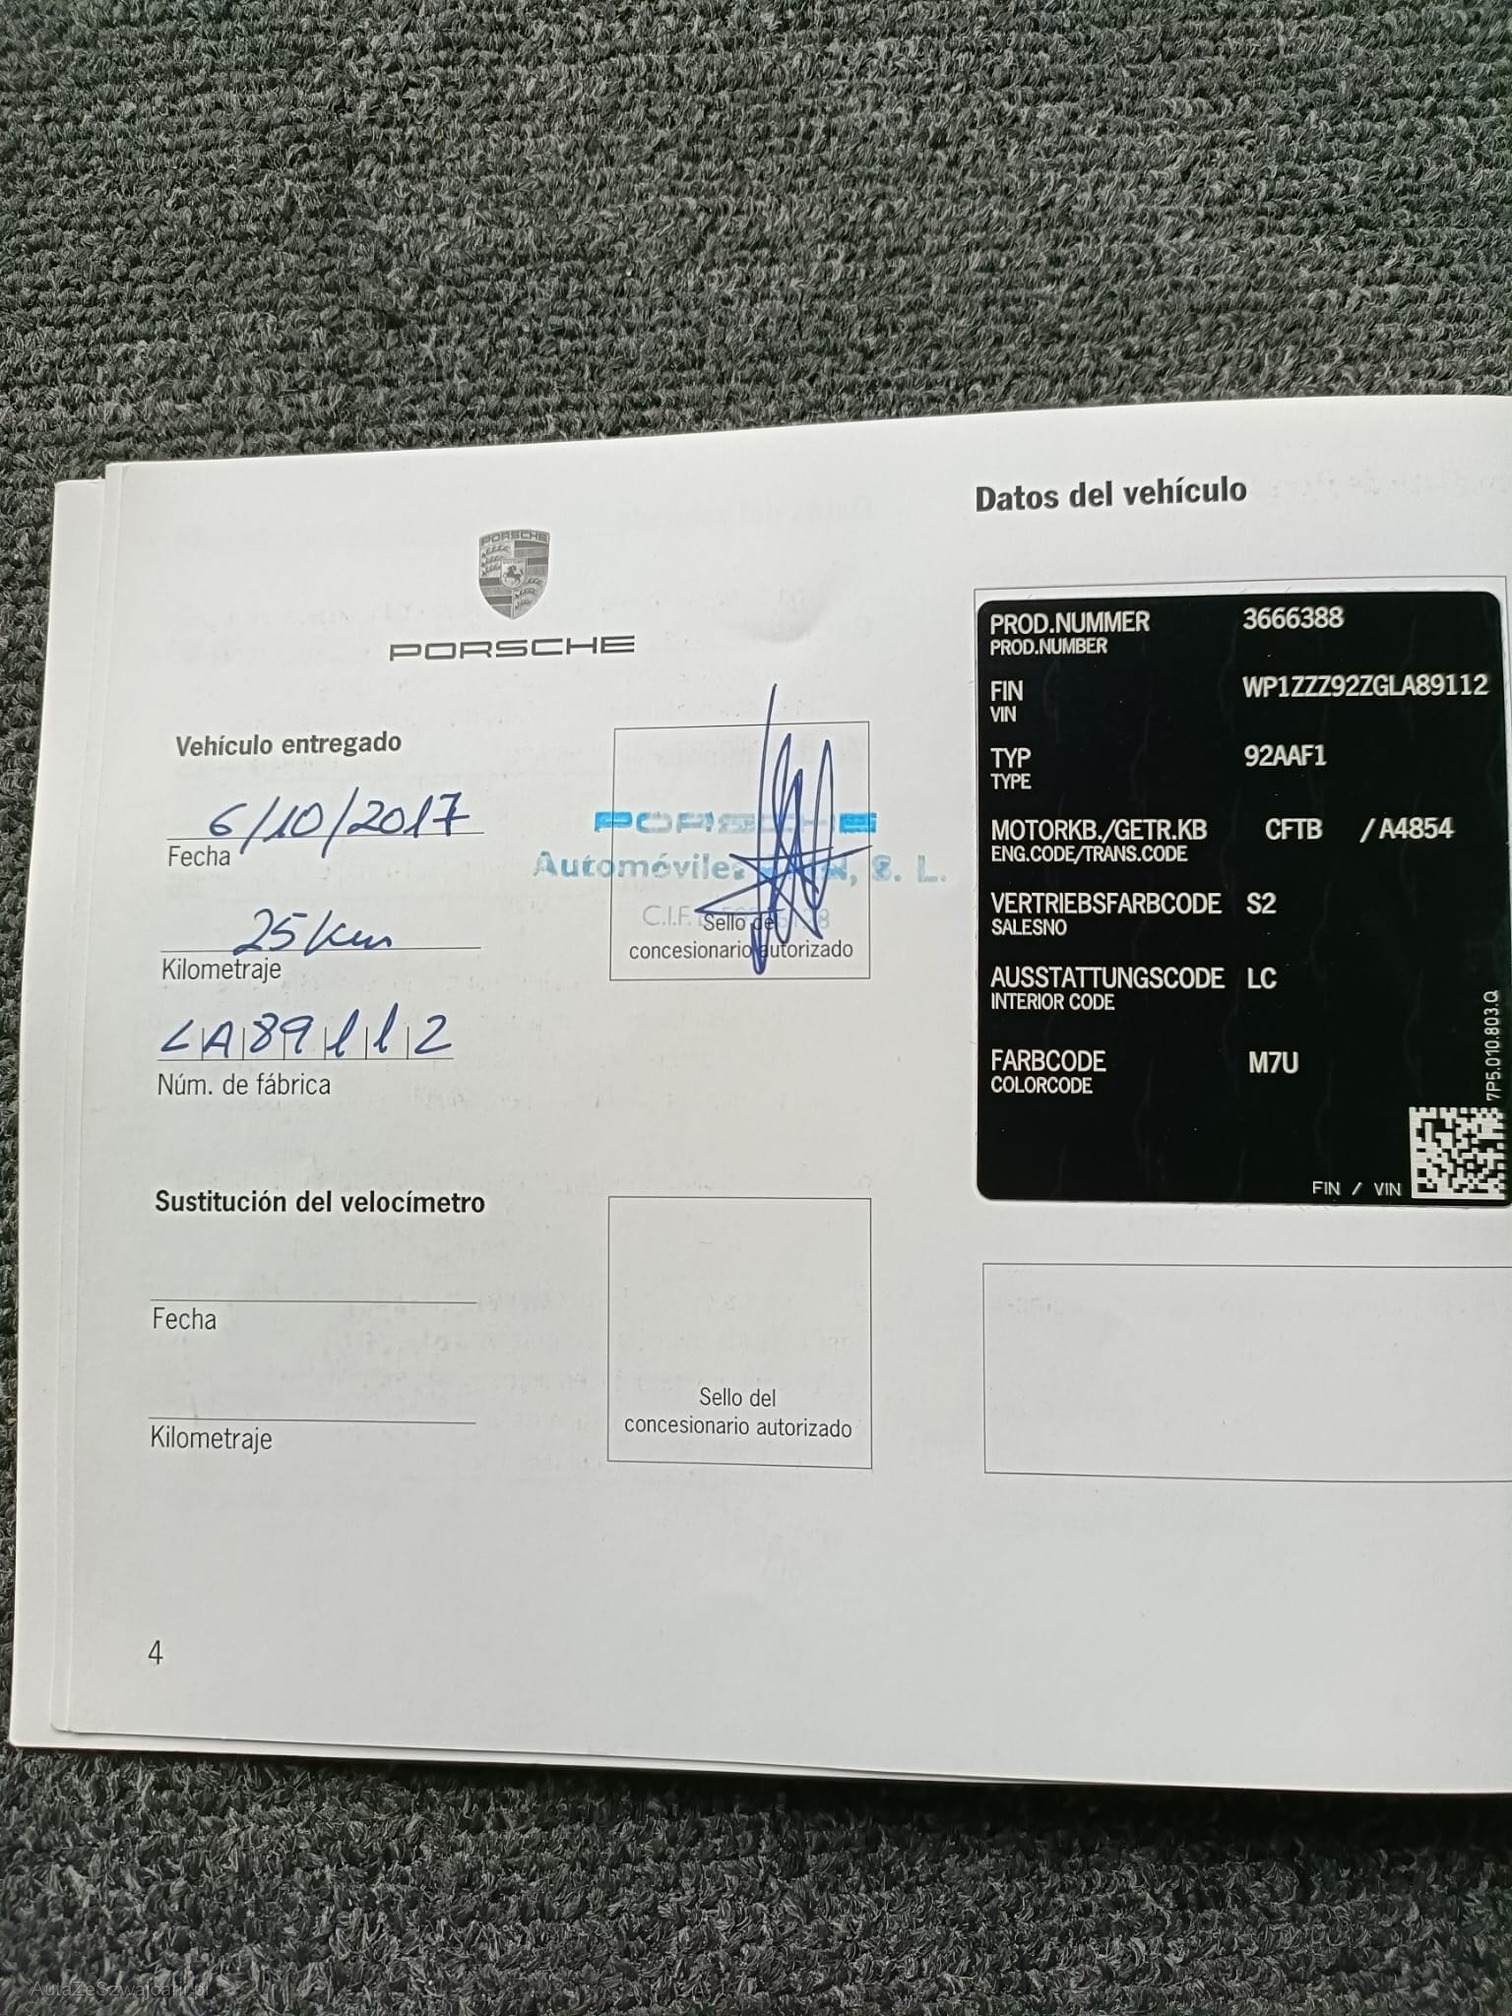 PORSCHE
PORSCHE
Vehículo entregado
6/10/2017
Fecha
25 km
Kilometraje
LA89112
Núm. de fábrica
PORSCHE
Automóviles S. L.
C.I.F.
Sello del
concesionario autorizado
Sustitución del velocímetro
Fecha
Kilometraje
Sello del
concesionario autorizado
4
Datos del vehículo
PROD.NUMMER 3666388
PROD.NUMBER
FIN WP1ZZZ92ZGLA89112
VIN
TYP 92AAF1
TYPE
MOTORKB./GETR.KB CFTB / A4854
ENG.CODE/TRANS.CODE
VERTRIEBSFARBCODE S2
SALESNO
AUSSTATTUNGSCODE LC
INTERIOR CODE
FARBCODE M7U
COLORCODE
7P5.010.803.Q
FIN / VIN
AutaZeSzwajcarii.pl